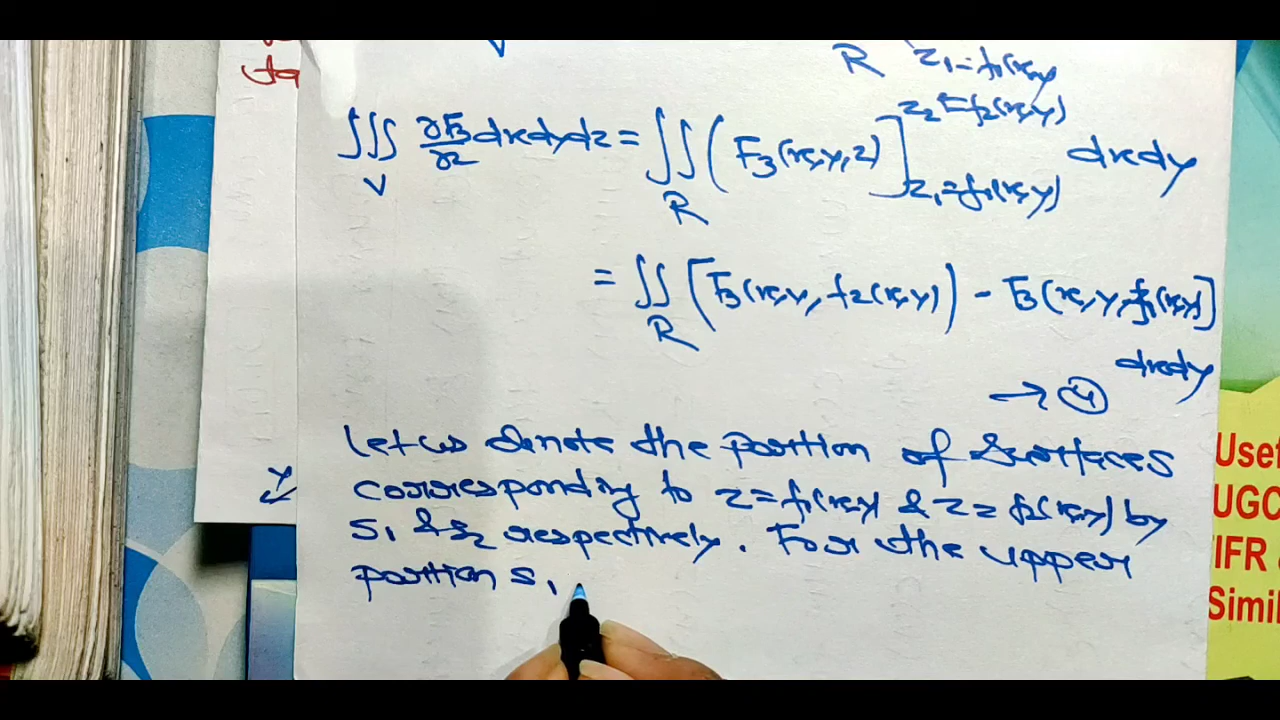 R z₁=f₁(x,y
∭ ∂F₃/∂z dxdydz = ∬ (F₃(x,y,z)] z₂=f₂(x,y) z₁=f₁(x,y) dxdy
V R
= ∬ [F₃(x,y,f₂(x,y)) - F₃(x,y,f₁(x,y]
R dxdy
→ ④
Let us denote the portion of surfaces
corresponding to z=f₁(x,y & z=f₂(x,y) by
S₁ & S₂ respectively. For the upper
portion S₁
y
Usef
UGC
IFR
Simil